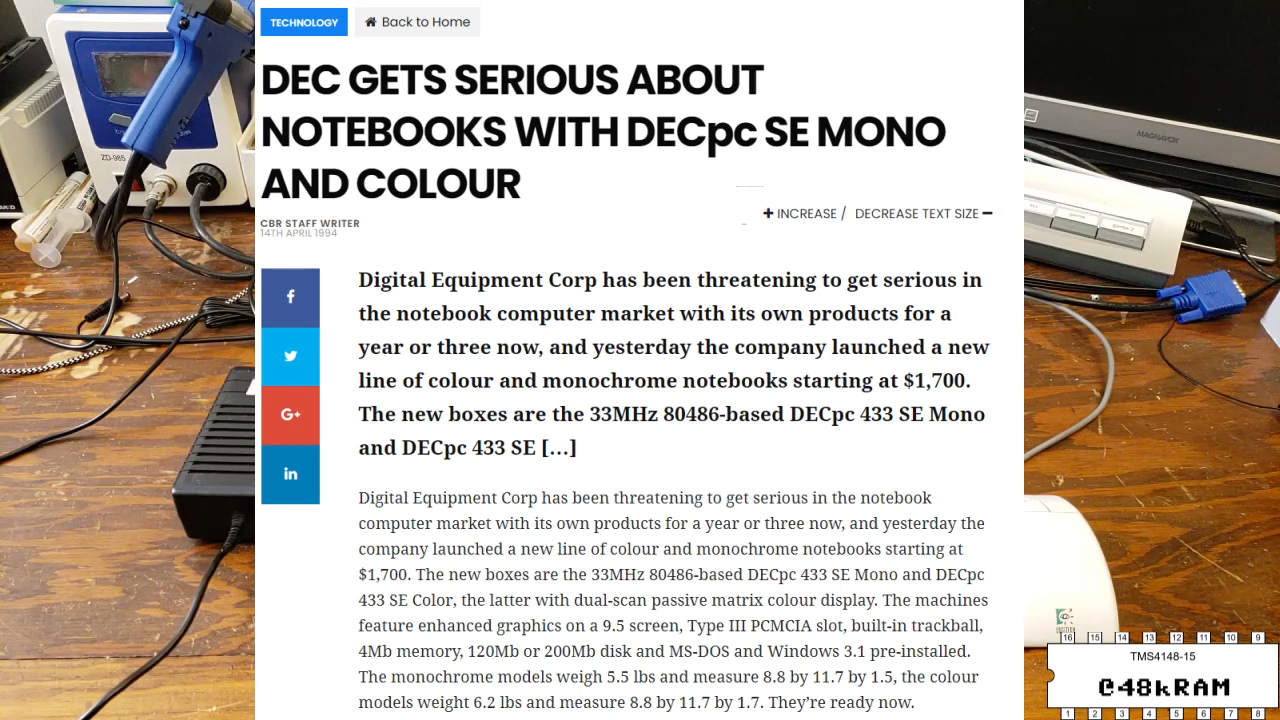 TECHNOLOGY
Back to Home
DEC GETS SERIOUS ABOUT
NOTEBOOKS WITH DECpc SE MONO
AND COLOUR
INCREASE / DECREASE TEXT SIZE
CBR STAFF WRITER
14TH APRIL 1994
Digital Equipment Corp has been threatening to get serious in
the notebook computer market with its own products for a
year or three now, and yesterday the company launched a new
line of colour and monochrome notebooks starting at $1,700.
The new boxes are the 33MHz 80486-based DECpc 433 SE Mono
and DECpc 433 SE […]
Digital Equipment Corp has been threatening to get serious in the notebook
computer market with its own products for a year or three now, and yesterday the
company launched a new line of colour and monochrome notebooks starting at
$1,700. The new boxes are the 33MHz 80486-based DECpc 433 SE Mono and DECpc
433 SE Color, the latter with dual-scan passive matrix colour display. The machines
feature enhanced graphics on a 9.5 screen, Type III PCMCIA slot, built-in trackball,
4Mb memory, 120Mb or 200Mb disk and MS-DOS and Windows 3.1 pre-installed.
The monochrome models weigh 5.5 lbs and measure 8.8 by 11.7 by 1.5, the colour
models weight 6.2 lbs and measure 8.8 by 11.7 by 1.7. They're ready now.
f
G+
in
ZD-985
MAGNAVOX
16 15 14 13 12 11 10 9
TMS4148-15
@48kRAM
1 2 3 4 5 6 7 8